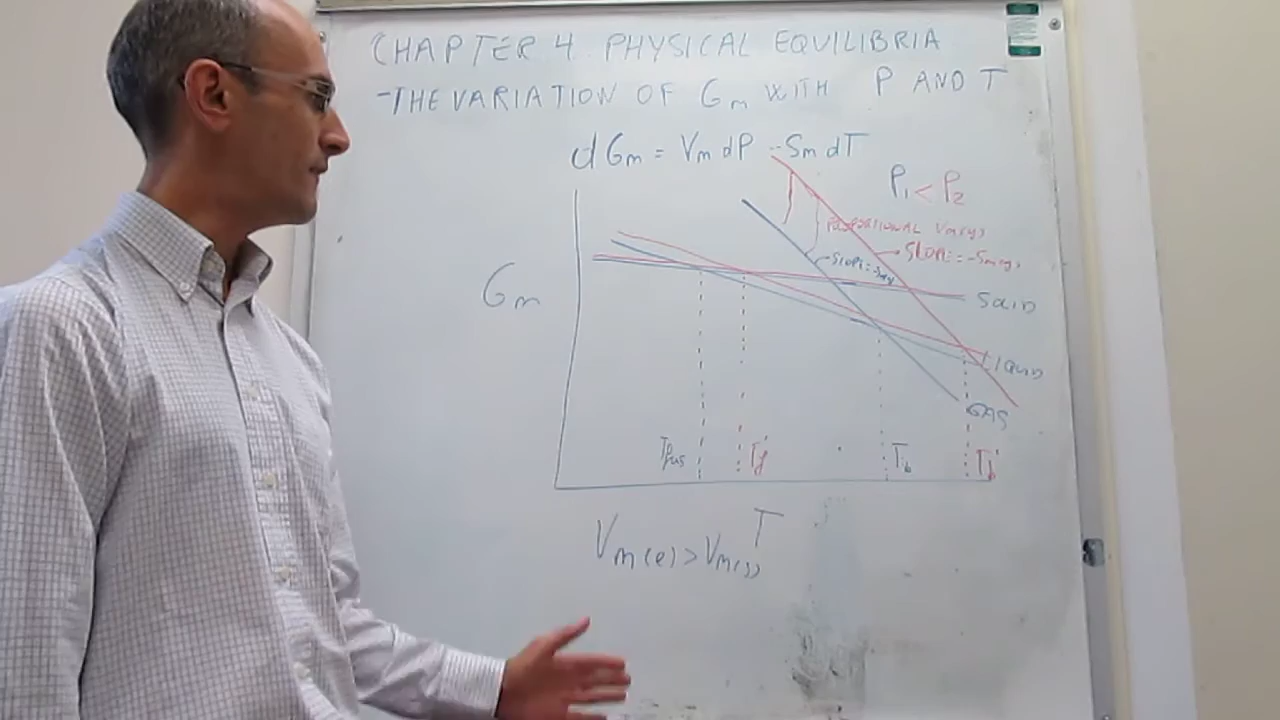 CHAPTER 4 PHYSICAL EQUILIBRIA
-THE VARIATION OF Gm WITH P AND T
dGm = Vm dP - Sm dT
P1 < P2
PROPORTIONAL Vm(g)
SLOPE = -Sm(g)
SLOPE = -Sm(g)
Gm
SOLID
LIQUID
GAS
Tfus
Tf'
Tb
Tb'
T
Vm(l) > Vm(s)